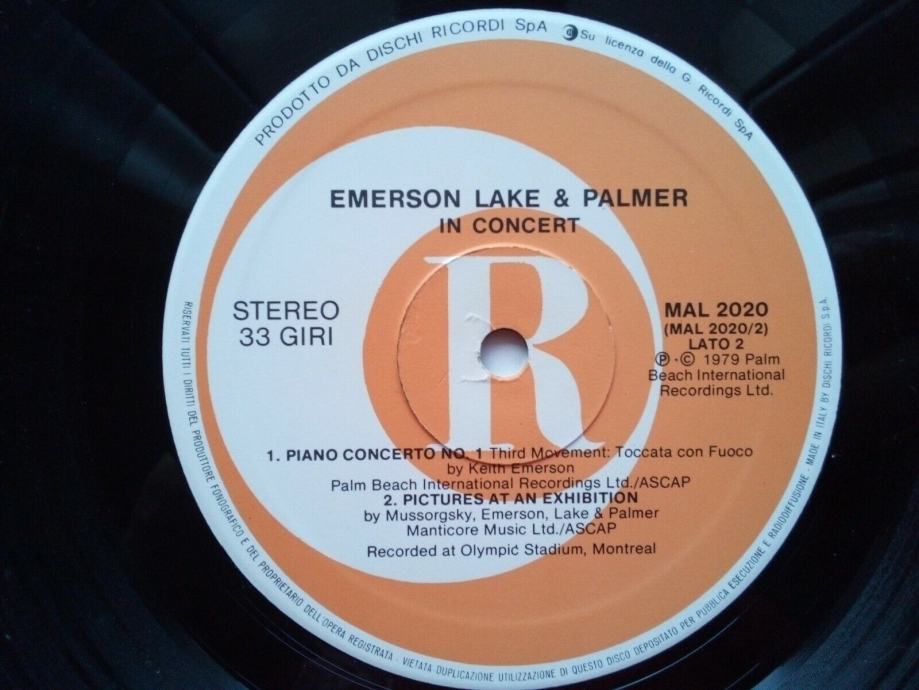 PRODOTTO DA DISCHI RICORDI SpA Su licenza della G. Ricordi SpA
EMERSON LAKE & PALMER
IN CONCERT
R
STEREO
33 GIRI
MAL 2020
(MAL 2020/2)
LATO 2
℗·© 1979 Palm
Beach International
Recordings Ltd.
1. PIANO CONCERTO NO. 1 Third Movement: Toccata con Fuoco
by Keith Emerson
Palm Beach International Recordings Ltd./ASCAP
2. PICTURES AT AN EXHIBITION
by Mussorgsky, Emerson, Lake & Palmer
Manticore Music Ltd./ASCAP
Recorded at Olympic Stadium, Montreal
RISERVATI TUTTI I DIRITTI DEL PRODUTTORE FONOGRAFICO E DEL PROPRIETARIO DELL'OPERA REGISTRATA · VIETATA DUPLICAZIONE UTILIZZAZIONE DI QUESTO DISCO DEPOSITATO PER PUBBLICA ESECUZIONE E RADIODIFFUSIONE · MADE IN ITALY BY DISCHI RICORDI S.p.A.